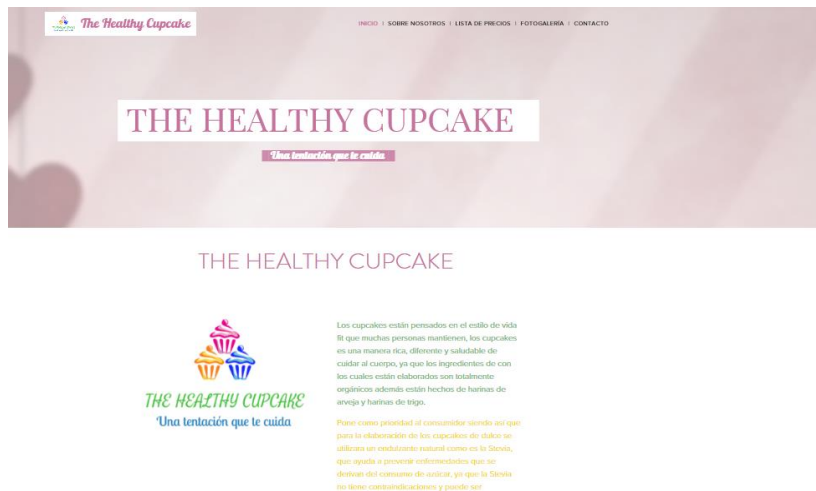 The Healthy Cupcake
INICIO | SOBRE NOSOTROS | LISTA DE PRECIOS | FOTOGALERÍA | CONTACTO
THE HEALTHY CUPCAKE
Una tentación que te cuida
THE HEALTHY CUPCAKE
THE HEALTHY CUPCAKE
Una tentación que te cuida
Los cupcakes están pensados en el estilo de vida
fit que muchas personas mantienen, los cupcakes
es una manera rica, diferente y saludable de
cuidar al cuerpo, ya que los ingredientes de con
los cuales están elaborados son totalmente
orgánicos además están hechos de harinas de
arveja y harinas de trigo.
Pone como prioridad al consumidor siendo así que
para la elaboración de los cupcakes de dulce se
utilizara un endulzante natural como es la Stevia,
que ayuda a prevenir enfermedades que se
derivan del consumo de azúcar, ya que la Stevia
no tiene contraindicaciones y puede ser